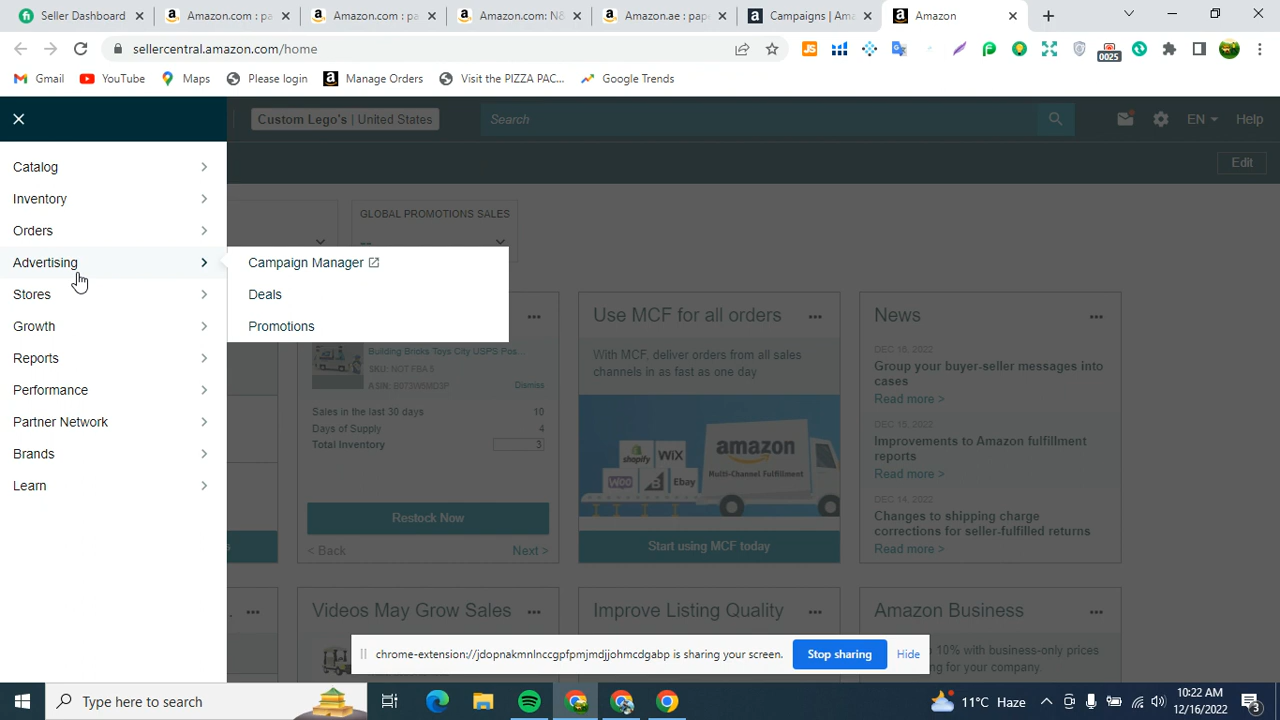 Seller Dashboard
Amazon.com : pa
Amazon.com : pa
Amazon.com: N8
Amazon.ae : pape
Campaigns | Ama
Amazon
sellercentral.amazon.com/home
0025
Gmail
YouTube
Maps
Please login
Manage Orders
Visit the PIZZA PAC...
Google Trends
Custom Lego's | United States
Search
EN
Help
Edit
Catalog
Inventory
Orders
Advertising
Stores
Growth
Reports
Performance
Partner Network
Brands
Learn
Campaign Manager
Deals
Promotions
GLOBAL PROMOTIONS SALES
--
Building Bricks Toys City USPS Pos...
SKU: NOT FBA 5
Dismiss
Sales in the last 30 days 10
Days of Supply 4
Total Inventory 3
Restock Now
< Back
Next >
Use MCF for all orders
With MCF, deliver orders from all sales
channels in as fast as one day
amazon
Multi-Channel Fulfillment
shopify
WiX
WOO
Ebay
Start using MCF today
News
DEC 16, 2022
Group your buyer-seller messages into
cases
Read more >
DEC 15, 2022
Improvements to Amazon fulfillment
reports
Read more >
DEC 14, 2022
Changes to shipping charge
corrections for seller-fulfilled returns
Read more >
Videos May Grow Sales
Improve Listing Quality
Amazon Business
10% with business-only prices
for your company.
chrome-extension://jdopnakmnlnccgpfpmjmdjjohmcdgabp is sharing your screen.
Stop sharing
Hide
Type here to search
11°C Haze
10:22 AM
12/16/2022
3